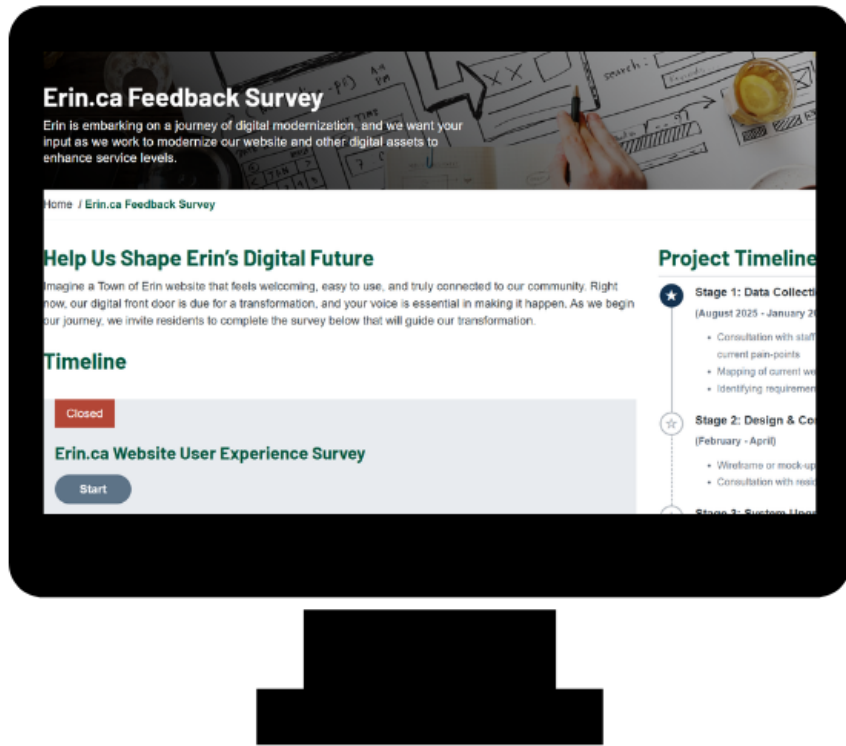 Erin.ca Feedback Survey
Erin is embarking on a journey of digital modernization, and we want your
input as we work to modernize our website and other digital assets to
enhance service levels.
search:
Home / Erin.ca Feedback Survey
Help Us Shape Erin's Digital Future
Imagine a Town of Erin website that feels welcoming, easy to use, and truly connected to our community. Right
now, our digital front door is due for a transformation, and your voice is essential in making it happen. As we begin
our journey, we invite residents to complete the survey below that will guide our transformation.
Timeline
Closed
Erin.ca Website User Experience Survey
Start
Project Timeline
Stage 1: Data Collecti
(August 2025 - January 20
Consultation with staff
current pain-points
Mapping of current we
Identifying requiremen
Stage 2: Design & Co
(February - April)
Wireframe or mock-up
Consultation with resid
Stage 3: System Upgr